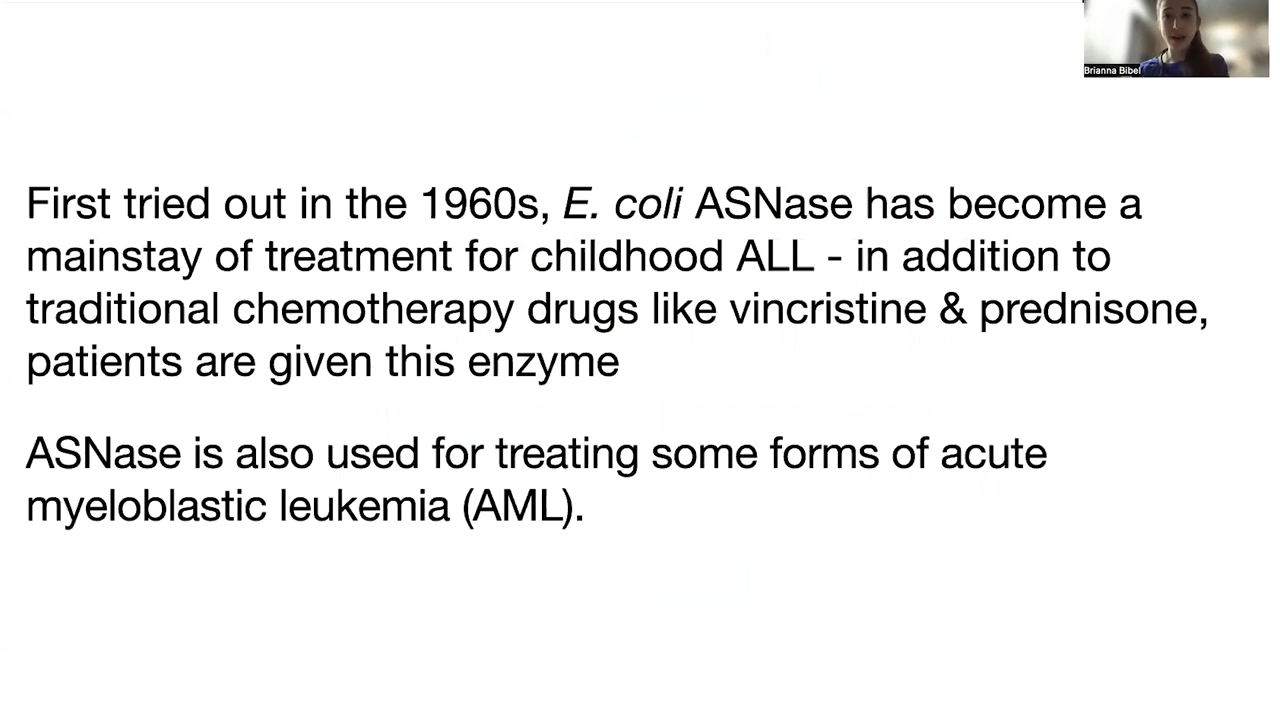 Brianna Bibel
First tried out in the 1960s, E. coli ASNase has become a
mainstay of treatment for childhood ALL - in addition to
traditional chemotherapy drugs like vincristine & prednisone,
patients are given this enzyme
ASNase is also used for treating some forms of acute
myeloblastic leukemia (AML).